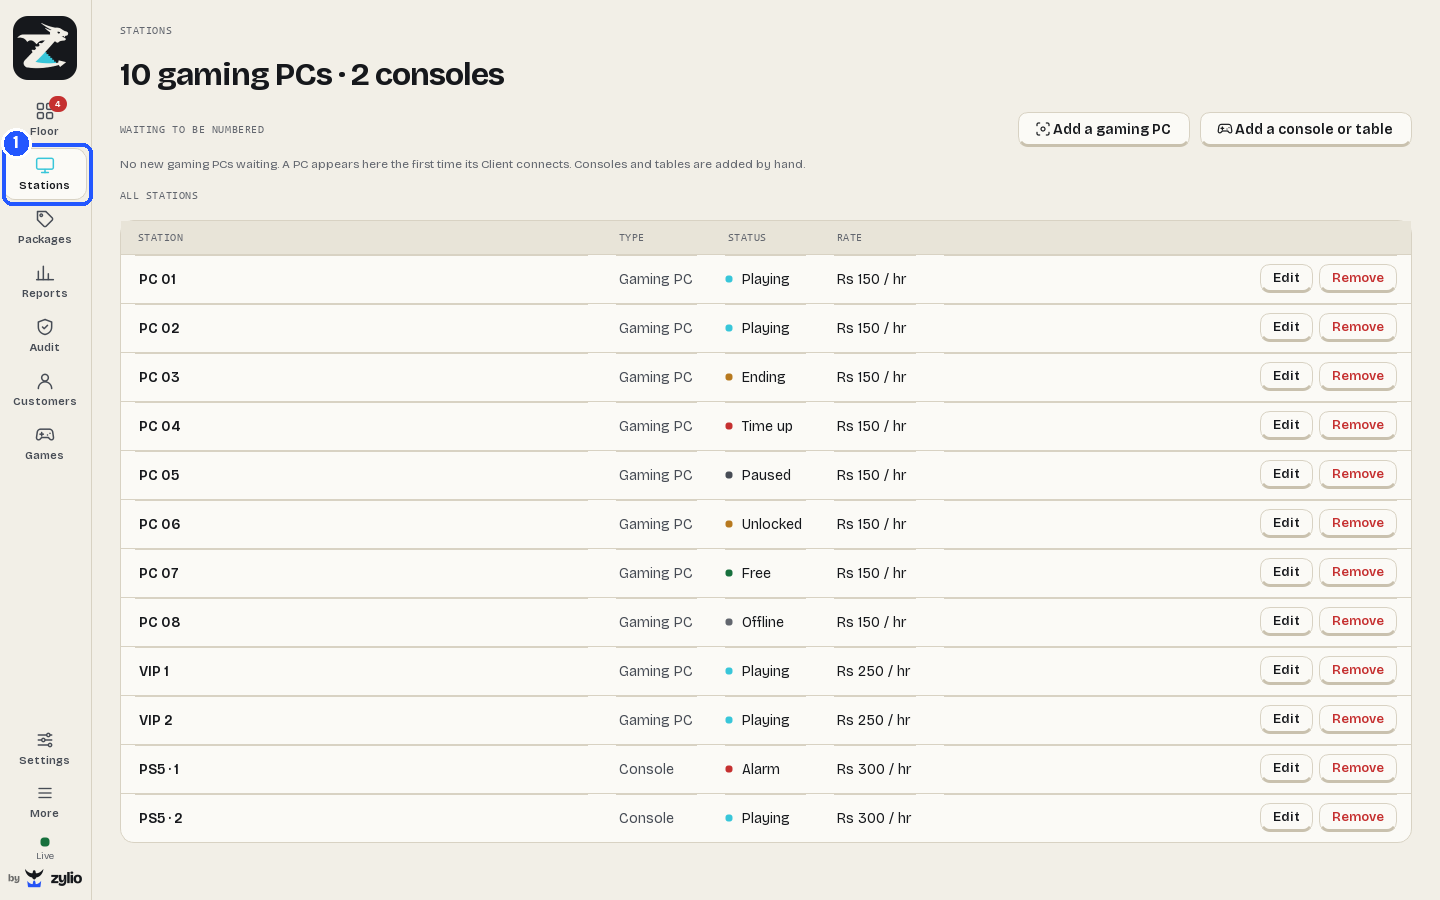 STATIONS
10 gaming PCs · 2 consoles
WAITING TO BE NUMBERED
Add a gaming PC
Add a console or table
No new gaming PCs waiting. A PC appears here the first time its Client connects. Consoles and tables are added by hand.
ALL STATIONS
STATION TYPE STATUS RATE
PC 01 Gaming PC Playing Rs 150 / hr Edit Remove
PC 02 Gaming PC Playing Rs 150 / hr Edit Remove
PC 03 Gaming PC Ending Rs 150 / hr Edit Remove
PC 04 Gaming PC Time up Rs 150 / hr Edit Remove
PC 05 Gaming PC Paused Rs 150 / hr Edit Remove
PC 06 Gaming PC Unlocked Rs 150 / hr Edit Remove
PC 07 Gaming PC Free Rs 150 / hr Edit Remove
PC 08 Gaming PC Offline Rs 150 / hr Edit Remove
VIP 1 Gaming PC Playing Rs 250 / hr Edit Remove
VIP 2 Gaming PC Playing Rs 250 / hr Edit Remove
PS5 · 1 Console Alarm Rs 300 / hr Edit Remove
PS5 · 2 Console Playing Rs 300 / hr Edit Remove
4
Floor
1
Stations
Packages
Reports
Audit
Customers
Games
Settings
More
Live
by zylio